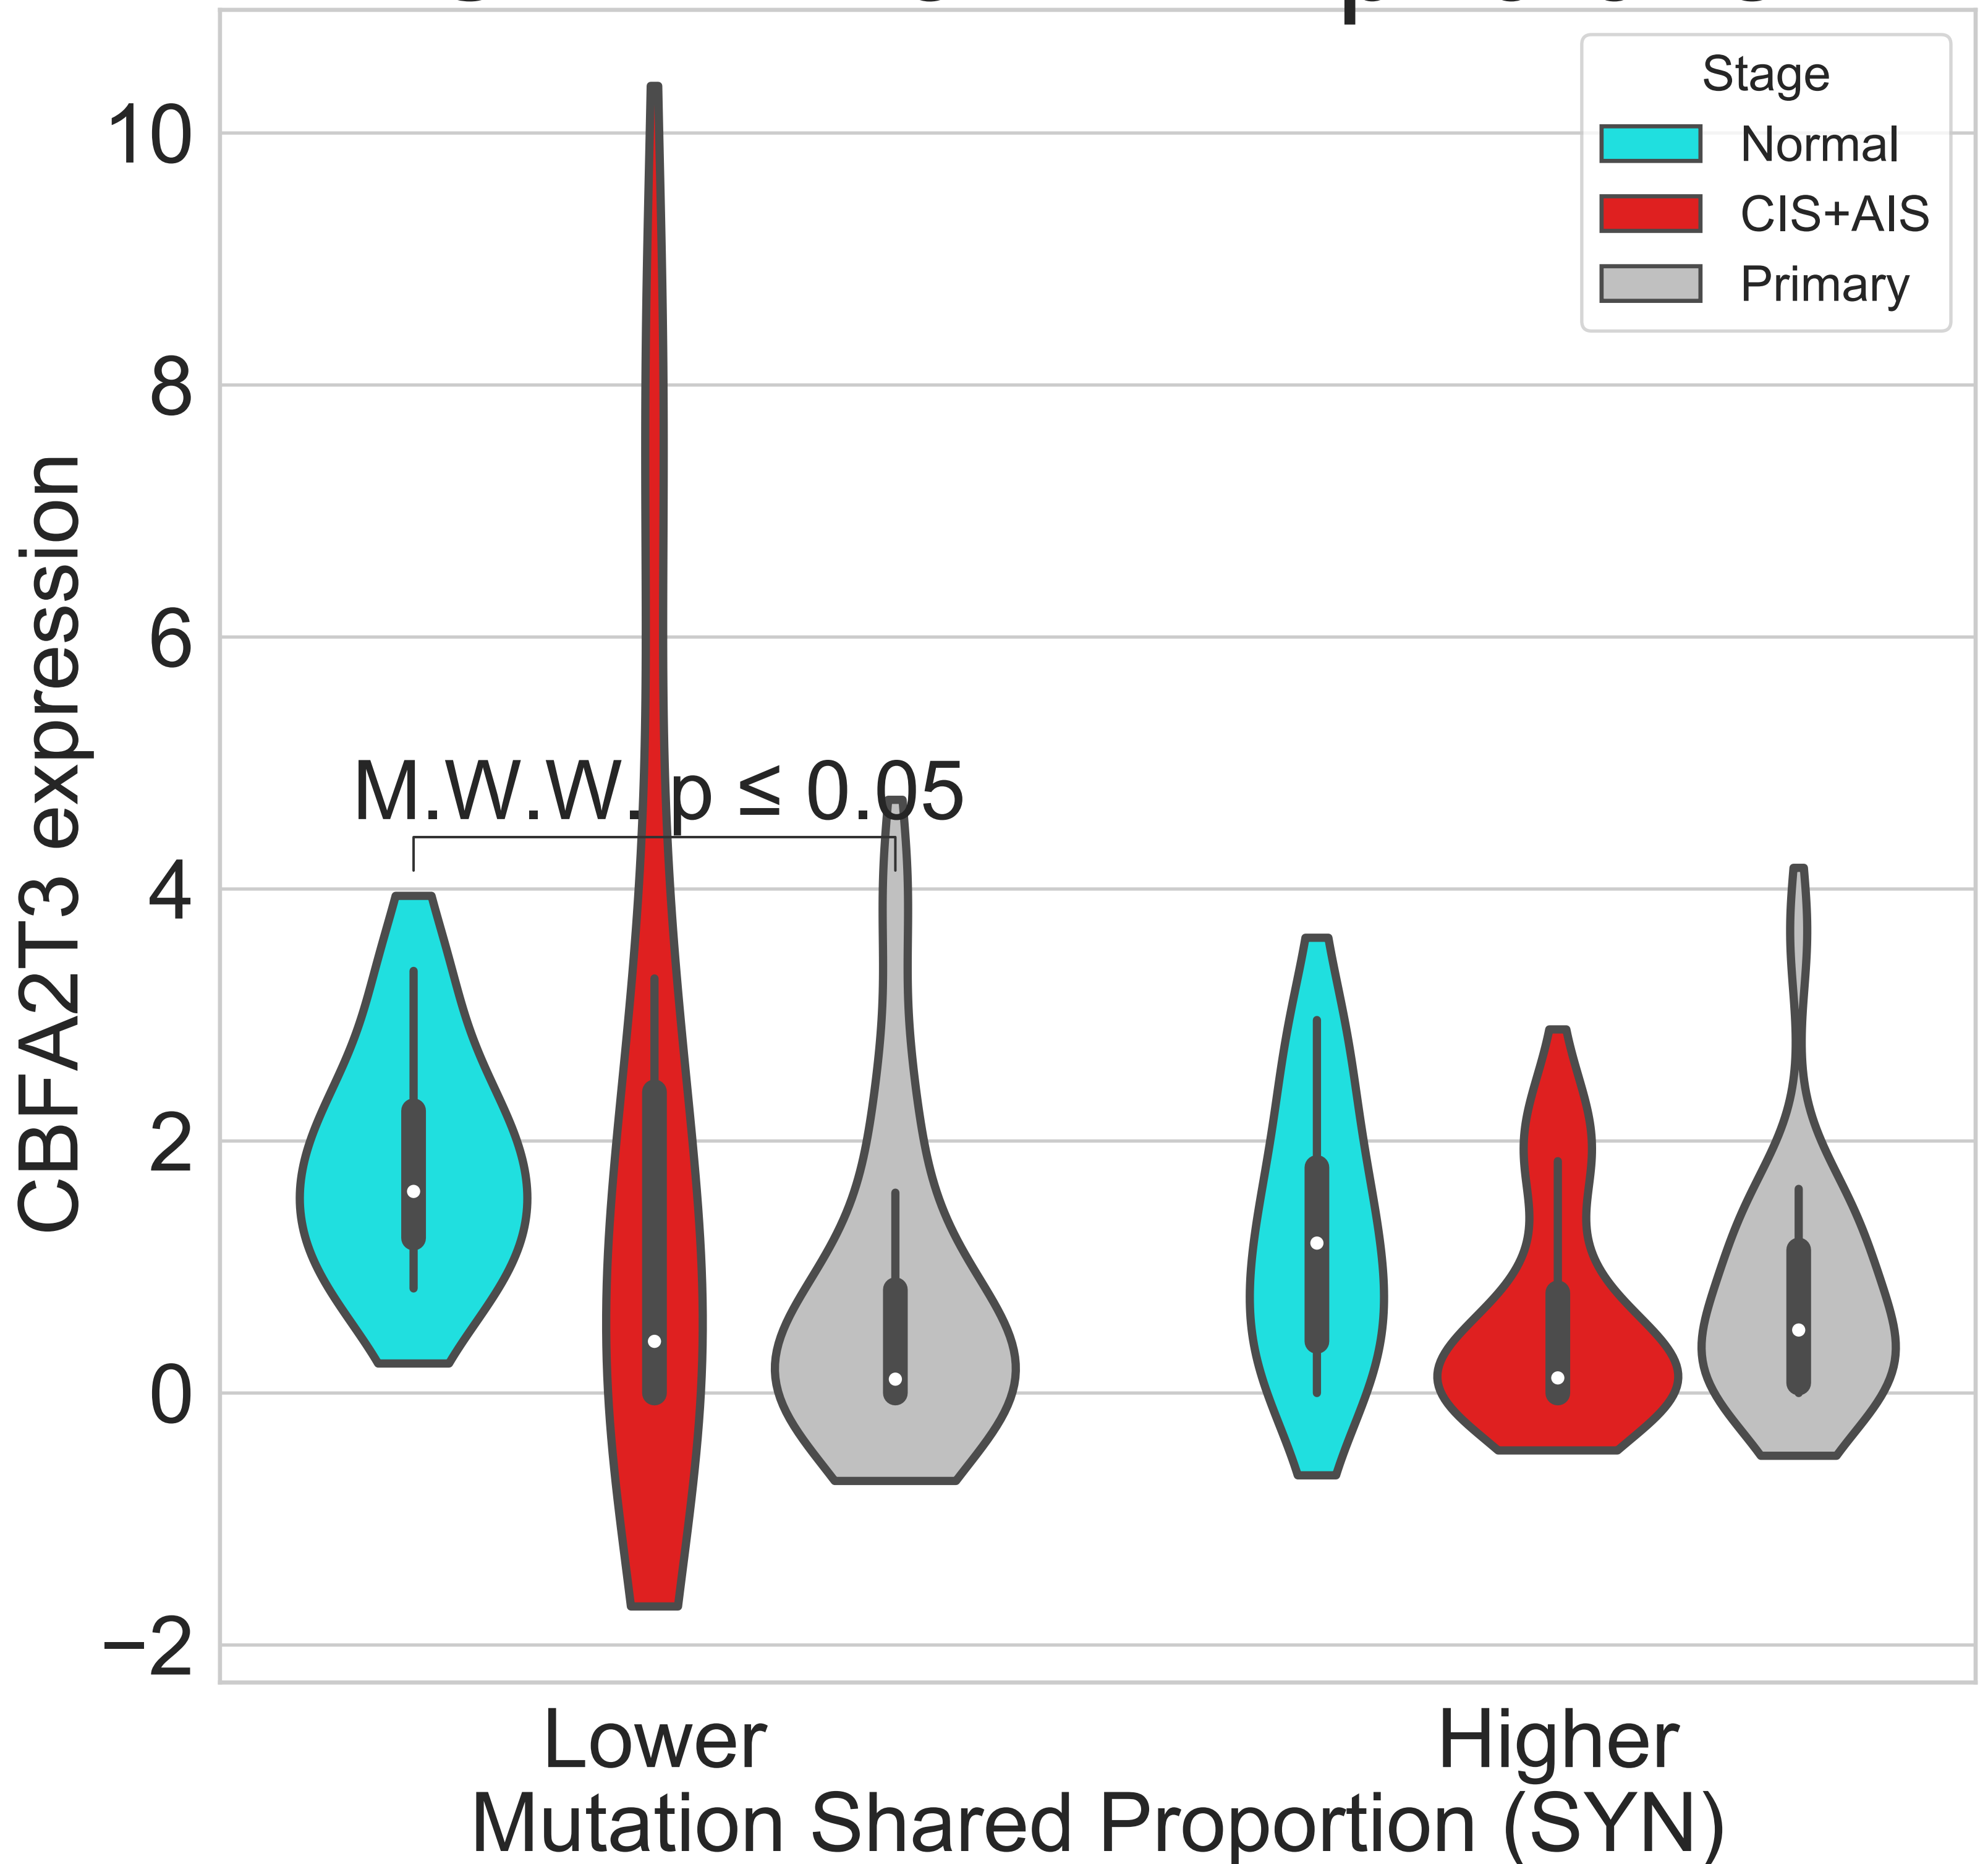 Stage
Normal
CIS+AIS
Primary
10
8
6
4
2
0
−2
CBFA2T3 expression
M.W.W. p ≤ 0.05
Lower
Higher
Mutation Shared Proportion (SYN)